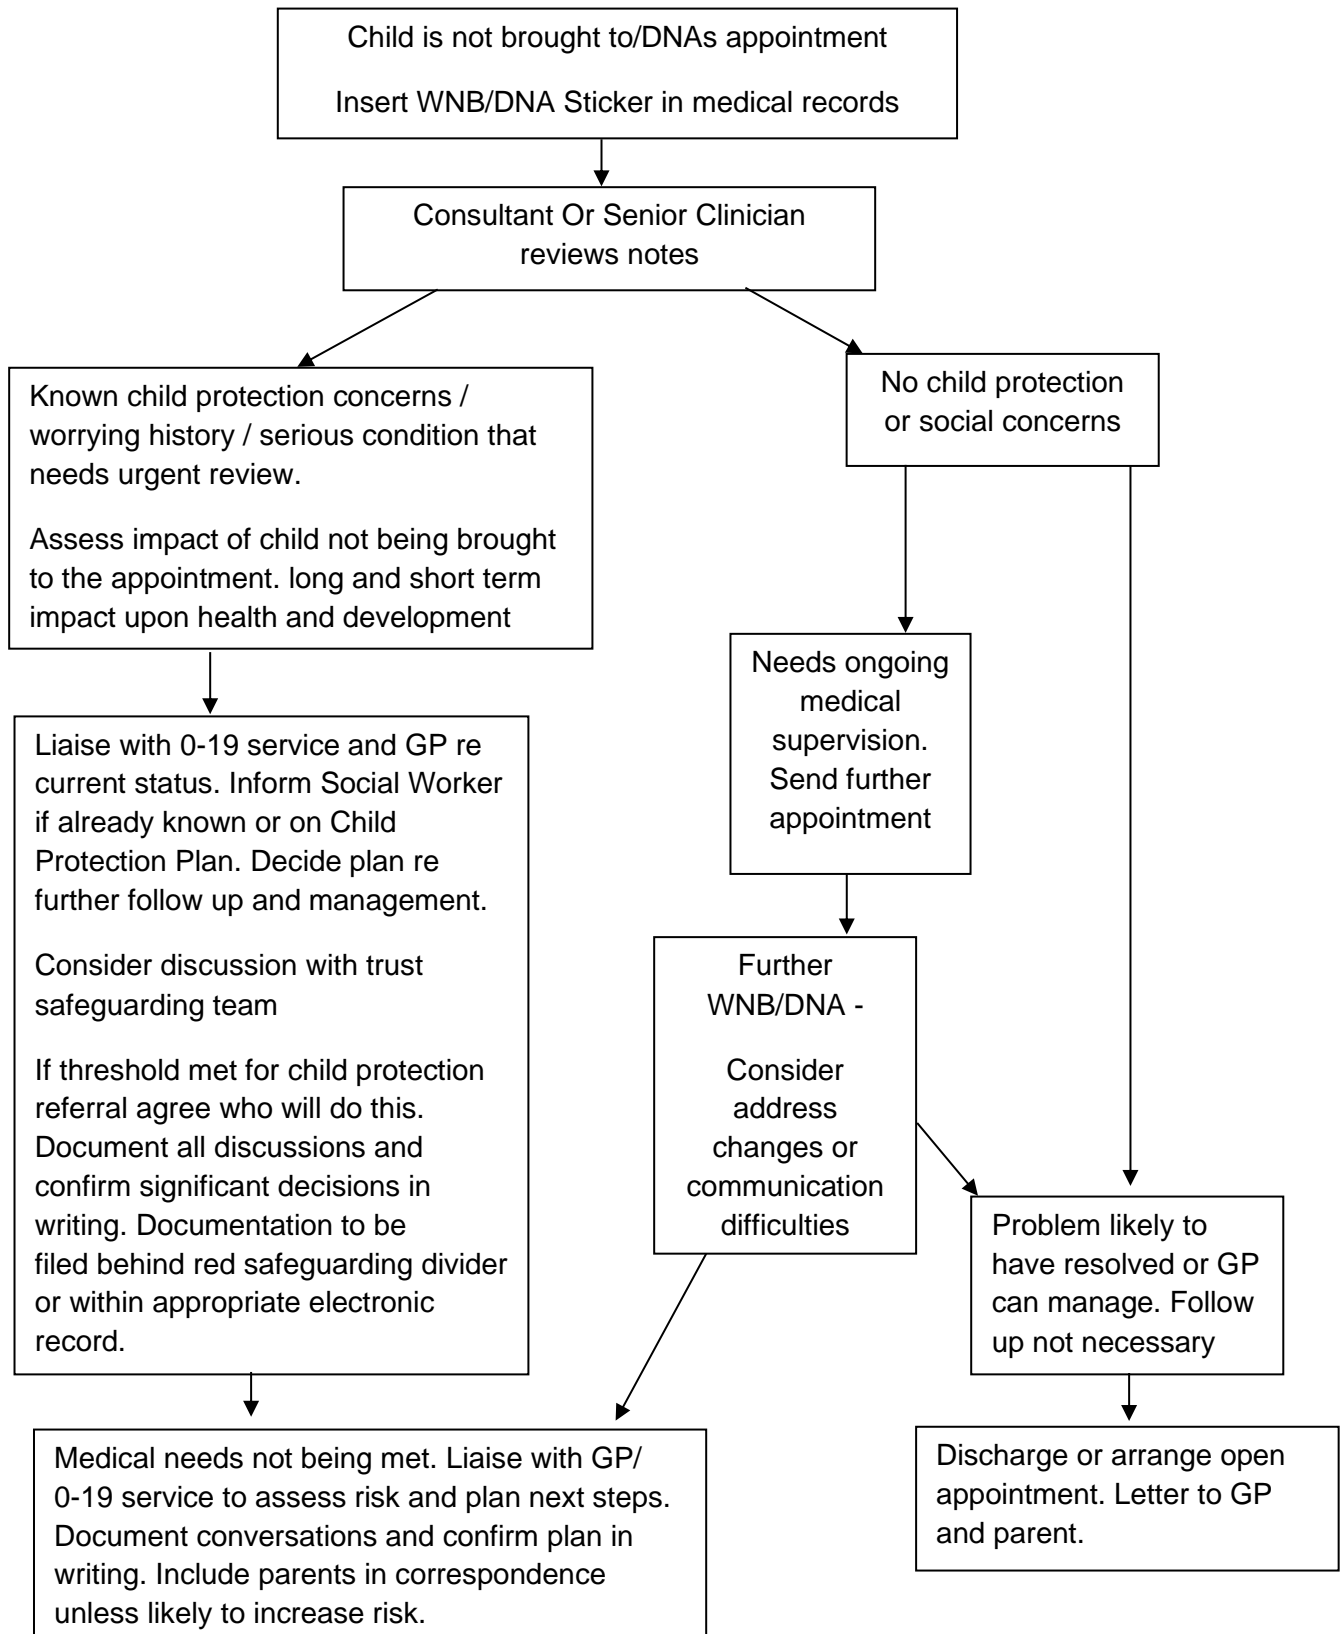 Child is not brought to/DNAs appointment
Insert WNB/DNA Sticker in medical records
Consultant Or Senior Clinician
reviews notes
Known child protection concerns /
worrying history / serious condition that
needs urgent review.
Assess impact of child not being brought
to the appointment. long and short term
impact upon health and development
No child protection
or social concerns
Liaise with 0-19 service and GP re
current status. Inform Social Worker
if already known or on Child
Protection Plan. Decide plan re
further follow up and management.
Consider discussion with trust
safeguarding team
If threshold met for child protection
referral agree who will do this.
Document all discussions and
confirm significant decisions in
writing. Documentation to be
filed behind red safeguarding divider
or within appropriate electronic
record.
Needs ongoing
medical
supervision.
Send further
appointment
Further
WNB/DNA -
Consider
address
changes or
communication
difficulties
Problem likely to
have resolved or GP
can manage. Follow
up not necessary
Medical needs not being met. Liaise with GP/
0-19 service to assess risk and plan next steps.
Document conversations and confirm plan in
writing. Include parents in correspondence
unless likely to increase risk.
Discharge or arrange open
appointment. Letter to GP
and parent.